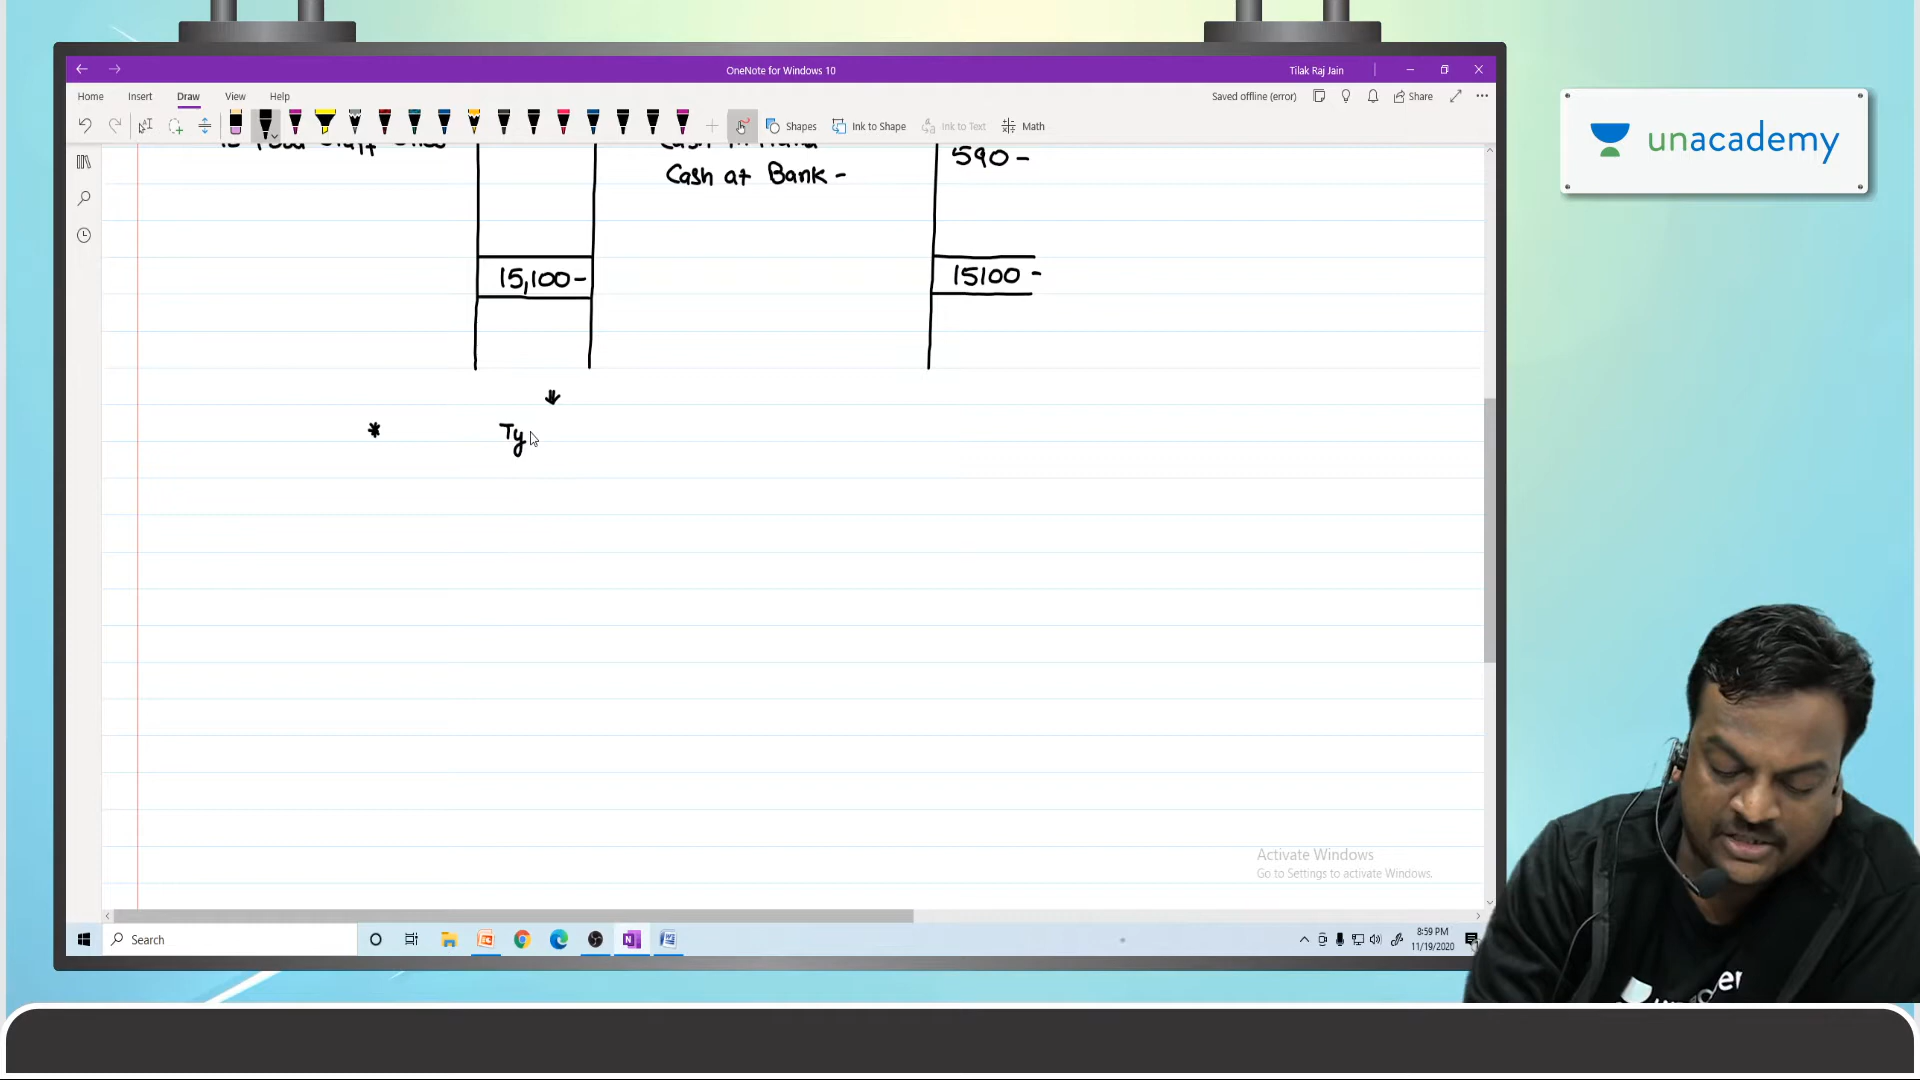 OneNote for Windows 10
Tilak Raj Jain
Home Insert Draw View Help
Saved offline (error)
Share
Shapes
Ink to Shape
Ink to Text
Math
unacademy
590 -
Cash at Bank -
15,100 -
15100 -
*
Ty
Activate Windows
Go to Settings to activate Windows.
Search
8:59 PM
11/19/2020